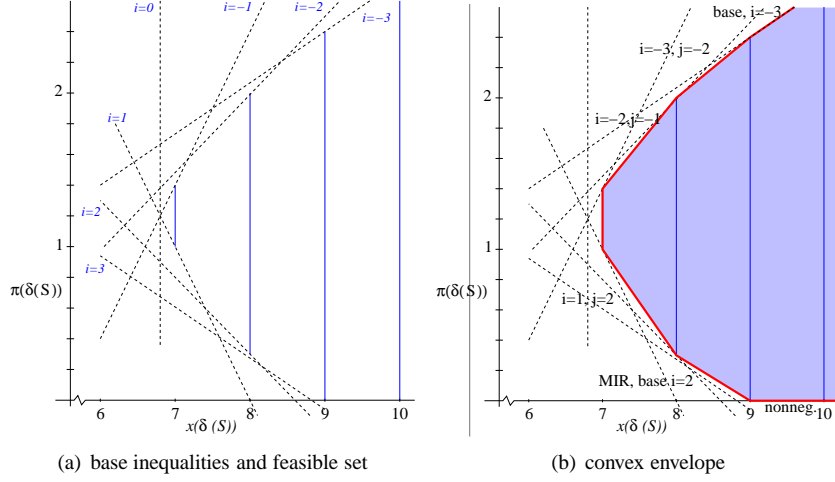 i=0
i=−1
i=−2
i=−3
2
i=1
i=2
1
i=3
π(δ(S))
6
7
8
9
10
x(δ (S))
(a) base inequalities and feasible set
base, i=−3
i=−3, j=−2
2
i=−2,j=−1
1
π(δ(S))
i=1, j=2
MIR, base i=2
nonneg.
6
7
8
9
10
x(δ (S))
(b) convex envelope